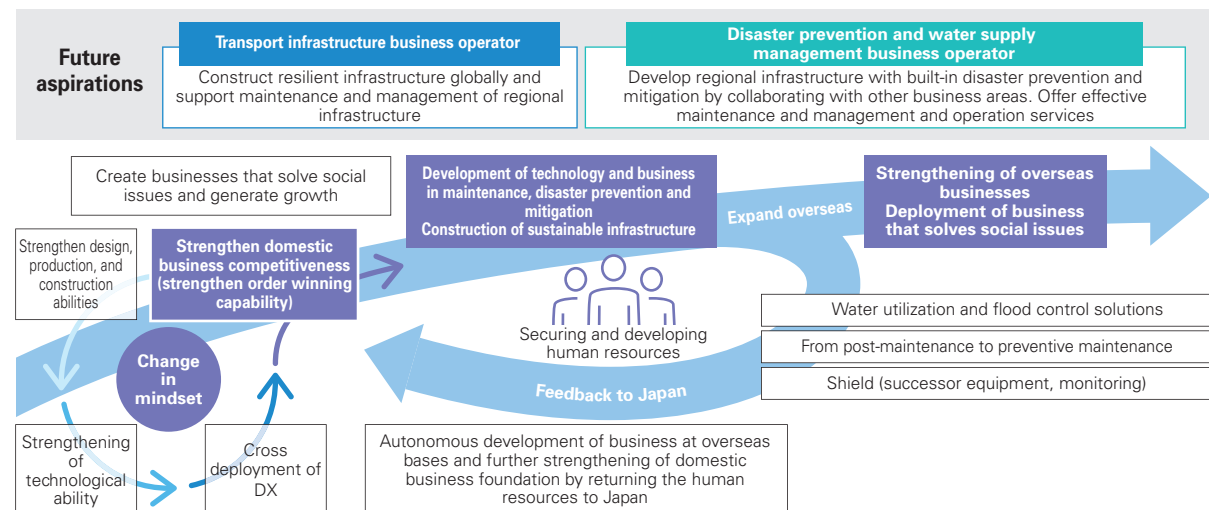 Future
aspirations
Transport infrastructure business operator
Construct resilient infrastructure globally and
support maintenance and management of regional
infrastructure
Disaster prevention and water supply
management business operator
Develop regional infrastructure with built-in disaster prevention and
mitigation by collaborating with other business areas. Offer effective
maintenance and management and operation services
Create businesses that solve social
issues and generate growth
Development of technology and business
in maintenance, disaster prevention and
mitigation
Construction of sustainable infrastructure
Expand overseas
Strengthening of overseas
businesses
Deployment of business
that solves social issues
Strengthen design,
production, and
construction
abilities
Strengthen domestic
business competitiveness
(strengthen order winning
capability)
Securing and developing
human resources
Water utilization and flood control solutions
From post-maintenance to preventive maintenance
Shield (successor equipment, monitoring)
Change
in
mindset
Feedback to Japan
Strengthening
of
technological
ability
Cross
deployment of
DX
Autonomous development of business at overseas
bases and further strengthening of domestic
business foundation by returning the human
resources to Japan